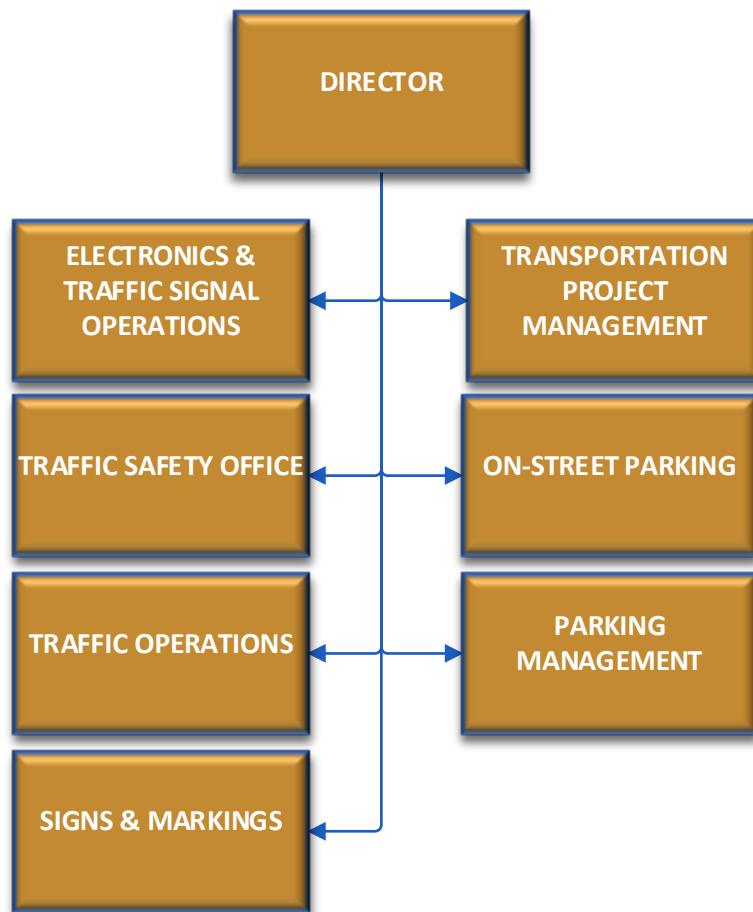 DIRECTOR
ELECTRONICS &
TRAFFIC SIGNAL
OPERATIONS
TRANSPORTATION
PROJECT
MANAGEMENT
TRAFFIC SAFETY OFFICE
ON-STREET PARKING
TRAFFIC OPERATIONS
PARKING
MANAGEMENT
SIGNS & MARKINGS